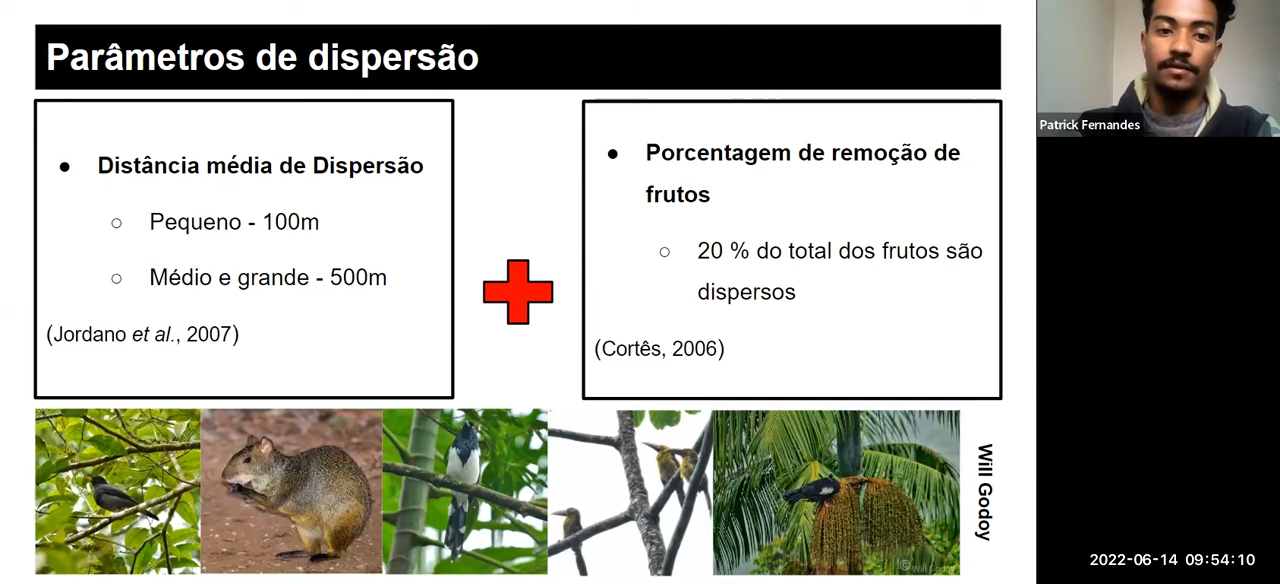 Parâmetros de dispersão
● Distância média de Dispersão
○ Pequeno - 100m
○ Médio e grande - 500m
(Jordano et al., 2007)
● Porcentagem de remoção de
frutos
○ 20 % do total dos frutos são
dispersos
(Cortês, 2006)
Will Godoy
© Will Godoy
Patrick Fernandes
2022-06-14 09:54:10